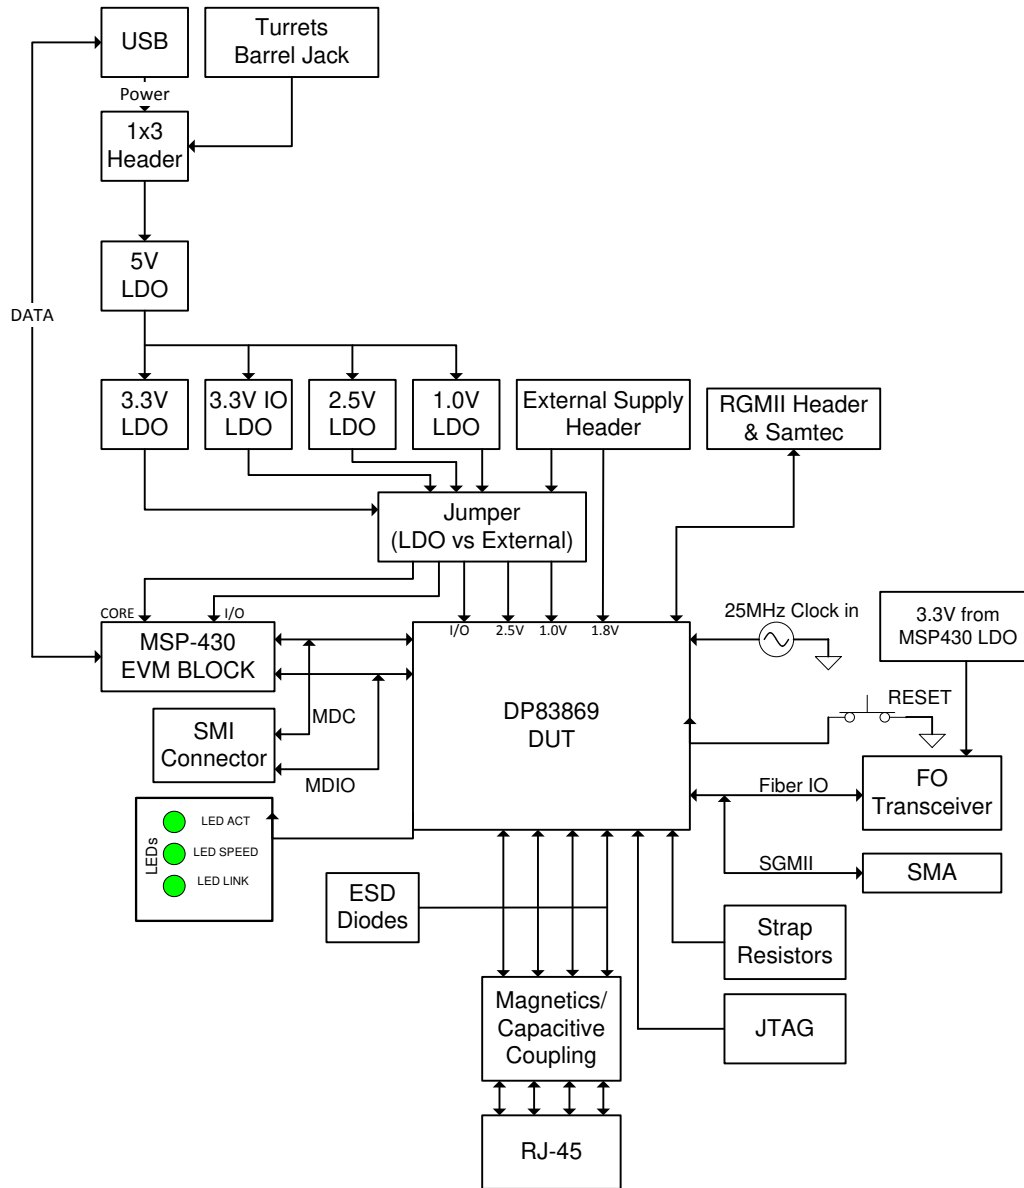 USB
Turrets
Barrel Jack
Power
1x3
Header
5V
LDO
DATA
3.3V
LDO
3.3V IO
LDO
2.5V
LDO
1.0V
LDO
External Supply
Header
RGMII Header
& Samtec
Jumper
(LDO vs External)
CORE
I/O
MSP-430
EVM BLOCK
I/O
2.5V
1.0V
1.8V
25MHz Clock in
3.3V from
MSP430 LDO
DP83869
DUT
RESET
SMI
Connector
MDC
MDIO
Fiber IO
FO
Transceiver
SGMII
SMA
LEDs
LED ACT
LED SPEED
LED LINK
ESD
Diodes
Strap
Resistors
Magnetics/
Capacitive
Coupling
JTAG
RJ-45